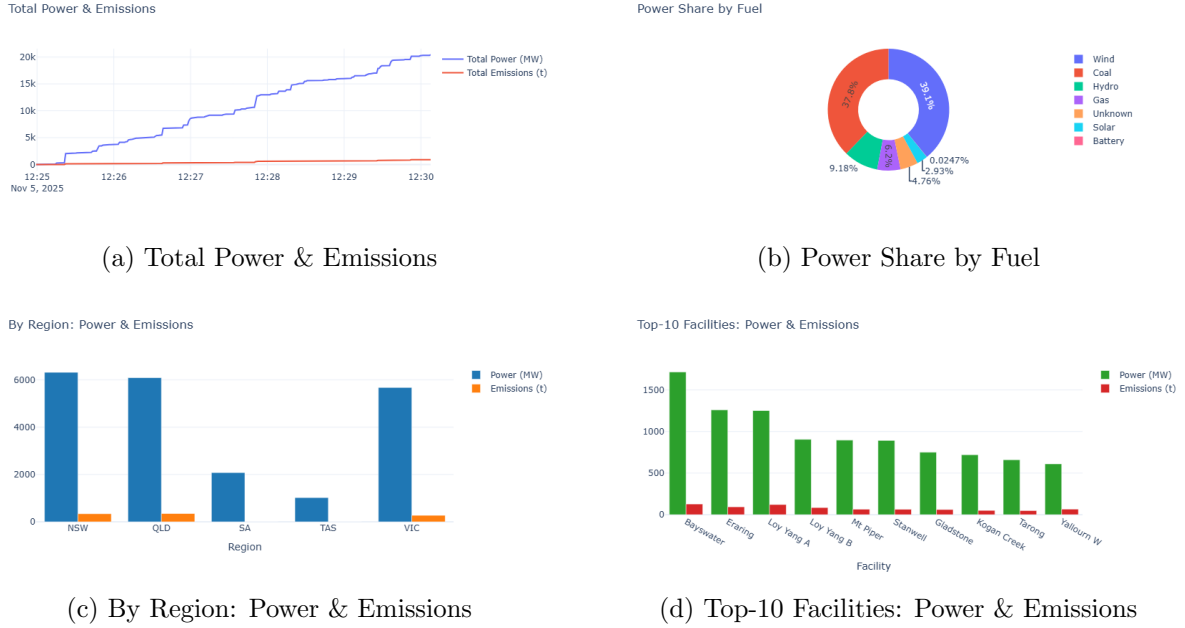 Total Power & Emissions
20k
15k
10k
5k
0
12:25
12:26
12:27
12:28
12:29
12:30
Nov 5, 2025
Total Power (MW)
Total Emissions (t)
(a) Total Power & Emissions
Power Share by Fuel
39.1%
37.8%
9.18%
6.2%
4.76%
2.93%
0.0247%
Wind
Coal
Hydro
Gas
Unknown
Solar
Battery
(b) Power Share by Fuel
By Region: Power & Emissions
6000
4000
2000
0
NSW
QLD
SA
TAS
VIC
Region
Power (MW)
Emissions (t)
(c) By Region: Power & Emissions
Top-10 Facilities: Power & Emissions
1500
1000
500
0
Bayswater
Eraring
Loy Yang A
Loy Yang B
Mt Piper
Stanwell
Gladstone
Kogan Creek
Tarong
Yallourn W
Facility
Power (MW)
Emissions (t)
(d) Top-10 Facilities: Power & Emissions